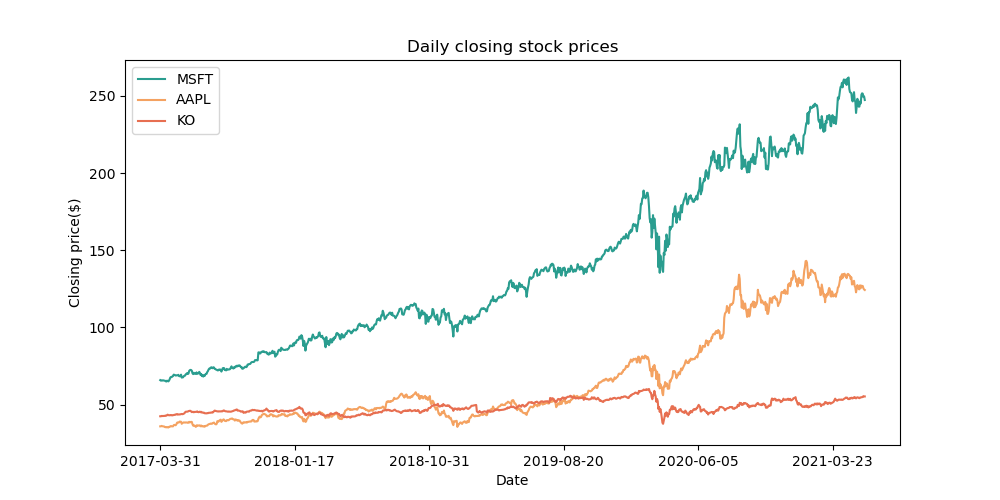 Daily closing stock prices
MSFT
AAPL
KO
250
200
150
100
50
Closing price($)
2017-03-31 2018-01-17 2018-10-31 2019-08-20 2020-06-05 2021-03-23
Date